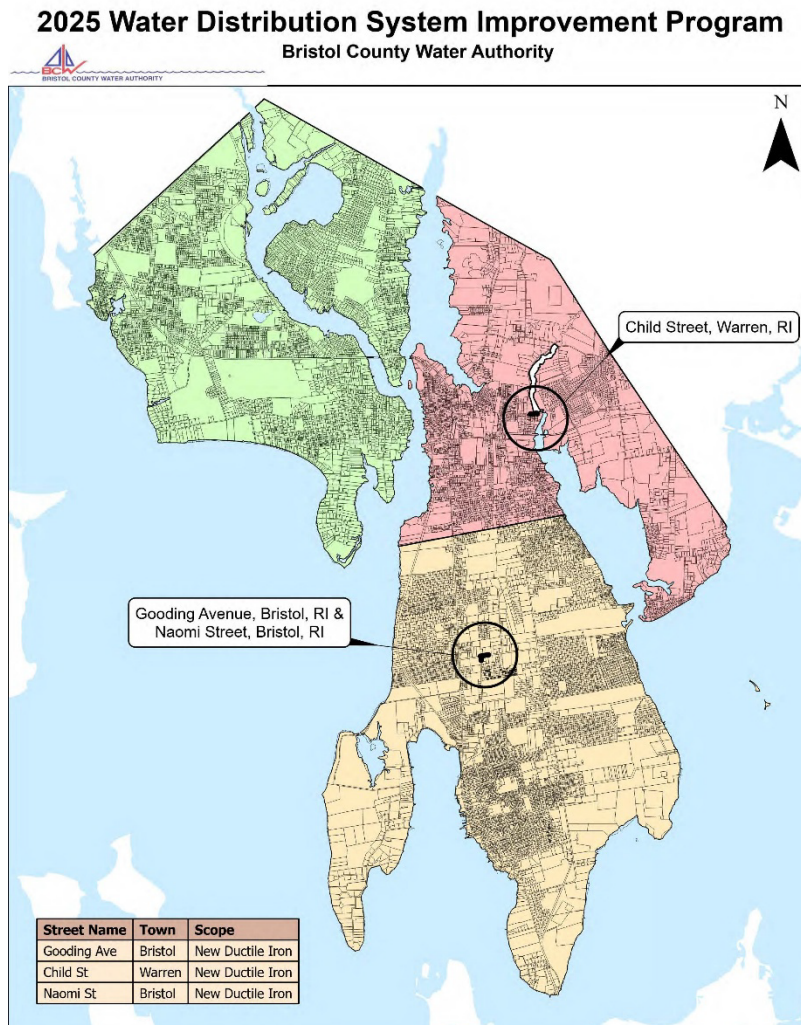 2025 Water Distribution System Improvement Program
Bristol County Water Authority
BCWA
BRISTOL COUNTY WATER AUTHORITY
N
Child Street, Warren, RI
Gooding Avenue, Bristol, RI &
Naomi Street, Bristol, RI
Street Name Town Scope
Gooding Ave Bristol New Ductile Iron
Child St Warren New Ductile Iron
Naomi St Bristol New Ductile Iron